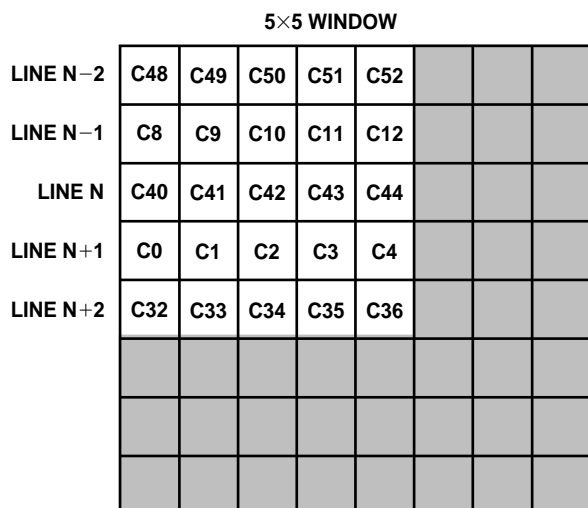 5×5 WINDOW
LINE N−2 C48 C49 C50 C51 C52
LINE N−1 C8 C9 C10 C11 C12
LINE N C40 C41 C42 C43 C44
LINE N+1 C0 C1 C2 C3 C4
LINE N+2 C32 C33 C34 C35 C36